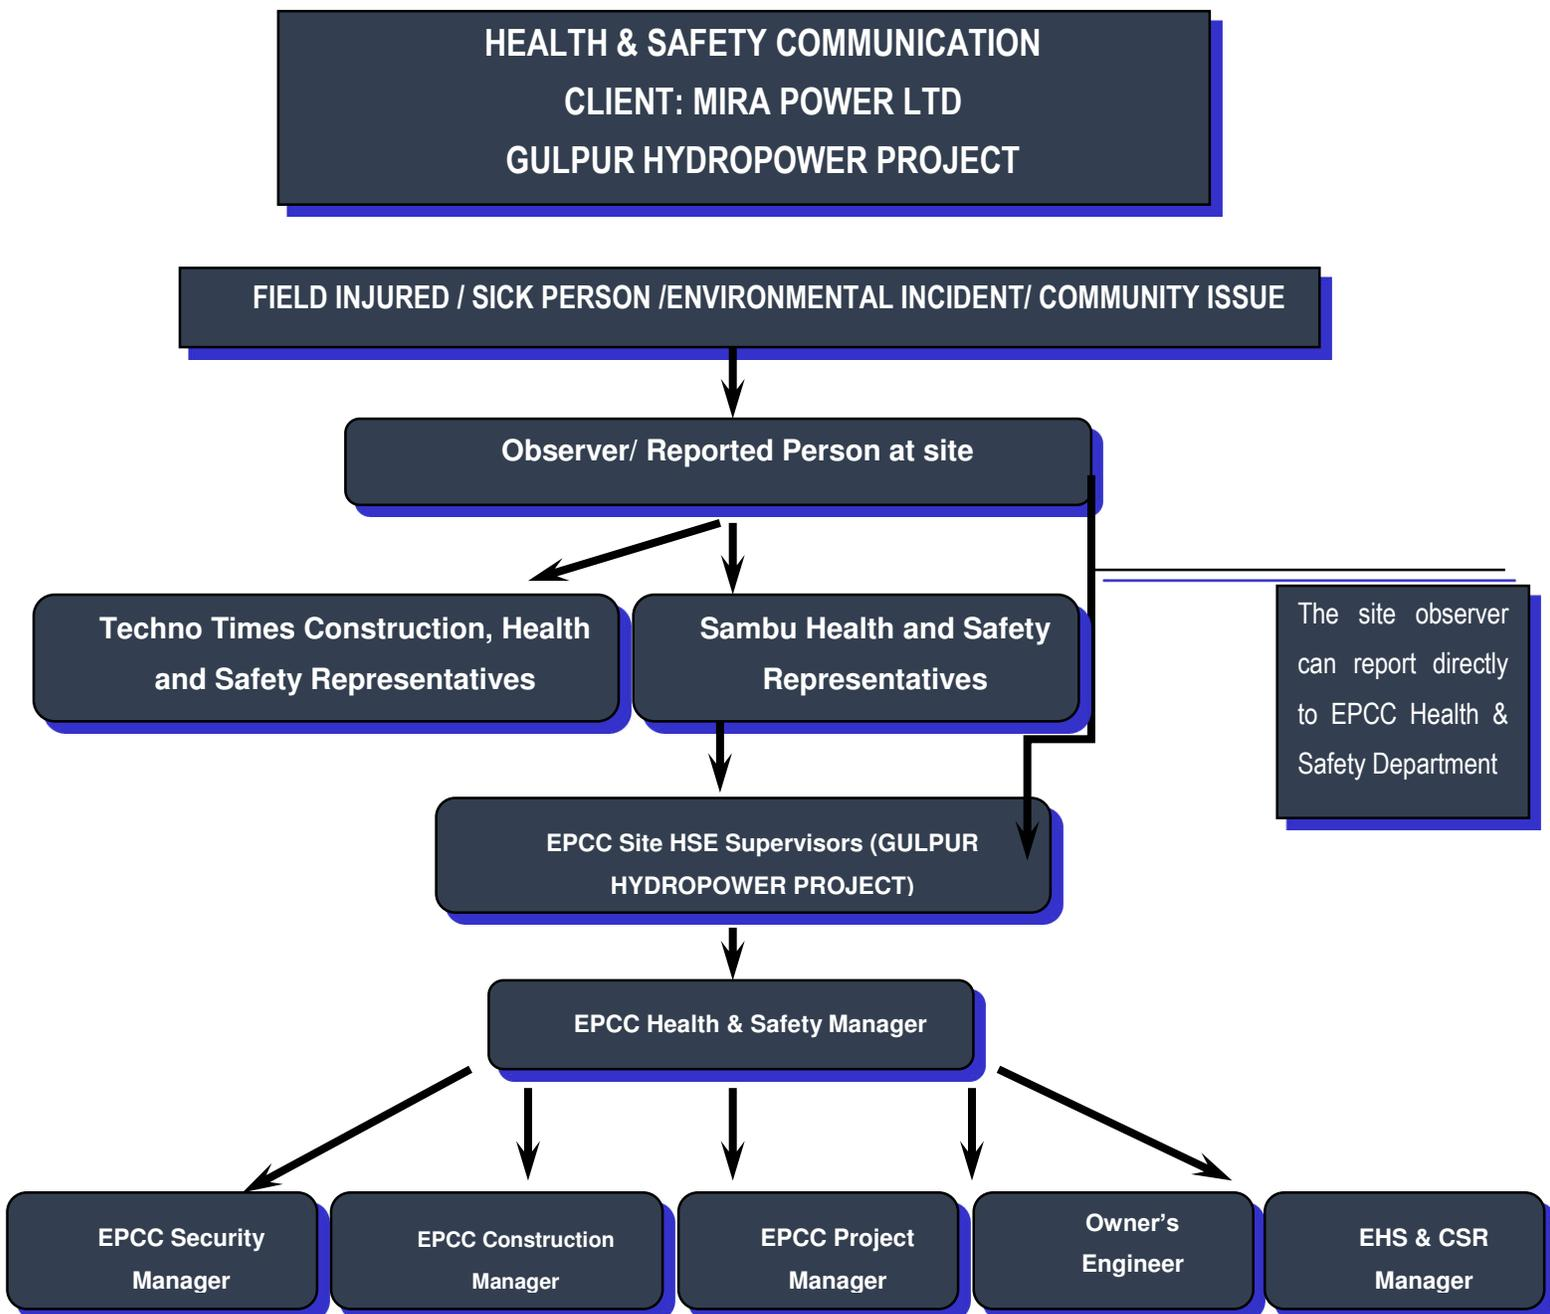 HEALTH & SAFETY COMMUNICATION
CLIENT: MIRA POWER LTD
GULPUR HYDROPOWER PROJECT
FIELD INJURED / SICK PERSON /ENVIRONMENTAL INCIDENT/ COMMUNITY ISSUE
Observer/ Reported Person at site
Techno Times Construction, Health
and Safety Representatives
Sambu Health and Safety
Representatives
The site observer
can report directly
to EPCC Health &
Safety Department
EPCC Site HSE Supervisors (GULPUR
HYDROPOWER PROJECT)
EPCC Health & Safety Manager
EPCC Security
Manager
EPCC Construction
Manager
EPCC Project
Manager
Owner’s
Engineer
EHS & CSR
Manager